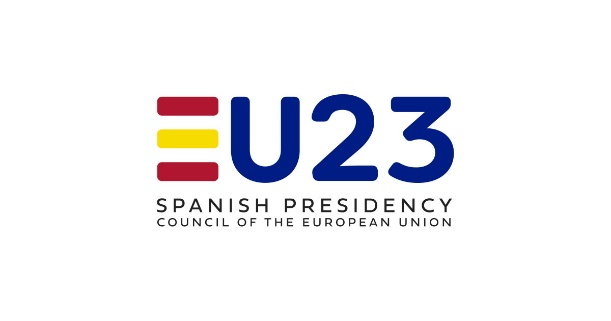 EU23
SPANISH PRESIDENCY
COUNCIL OF THE EUROPEAN UNION